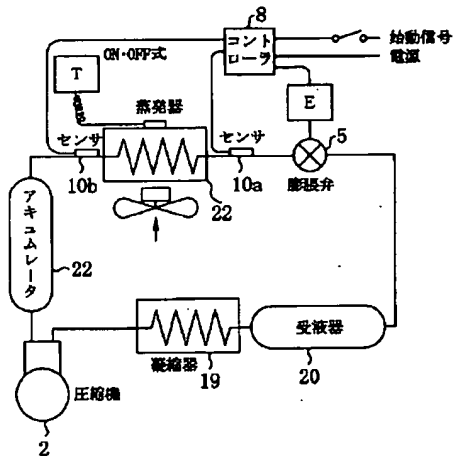 8
コント
ローラ
始動信号
電源
ON・OFF式
T
蒸発器
E
センサ
センサ
5
10b
10a
膨脹弁
22
アキュムレータ
22
受液器
凝縮器
19
20
圧縮機
2